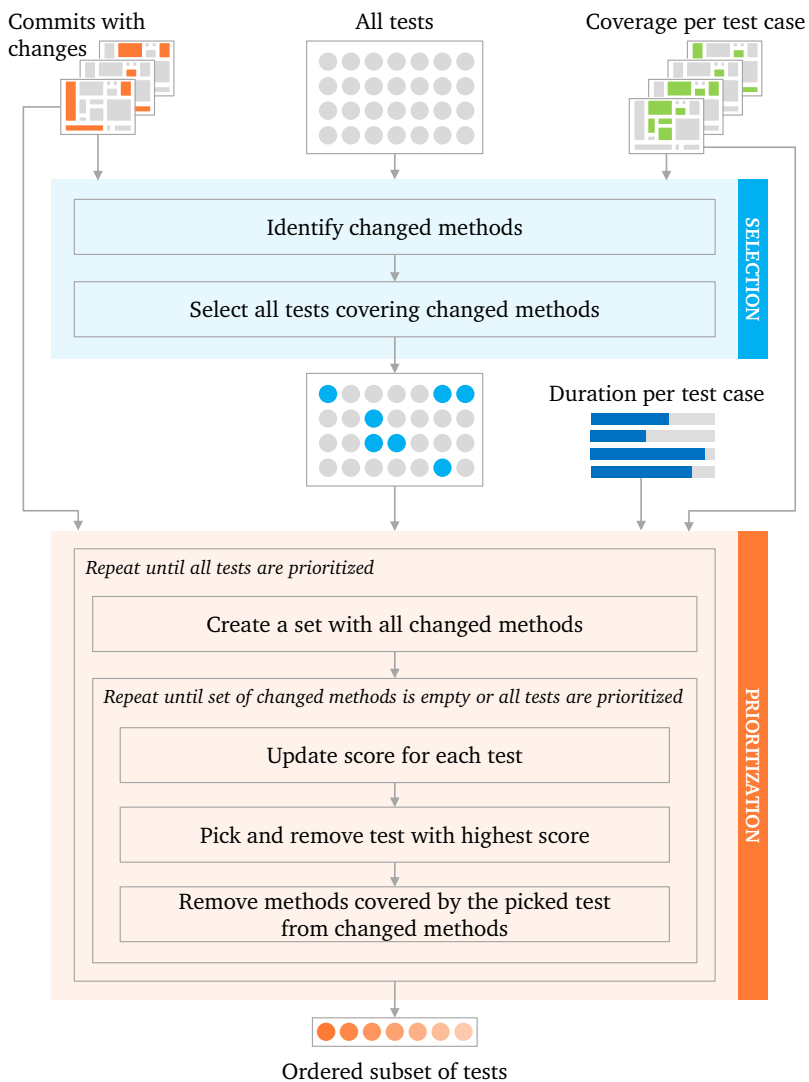 Commits with
changes
All tests
Coverage per test case
SELECTION
Identify changed methods
Select all tests covering changed methods
Duration per test case
PRIORITIZATION
Repeat until all tests are prioritized
Create a set with all changed methods
Repeat until set of changed methods is empty or all tests are prioritized
Update score for each test
Pick and remove test with highest score
Remove methods covered by the picked test
from changed methods
Ordered subset of tests